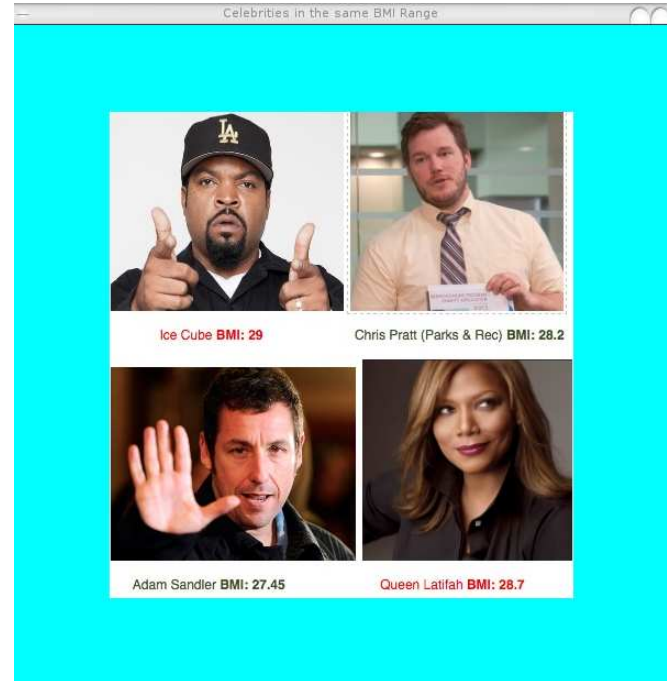 Celebrities in the same BMI Range
LA
Ice Cube BMI: 29
Chris Pratt (Parks & Rec) BMI: 28.2
Adam Sandler BMI: 27.45
Queen Latifah BMI: 28.7